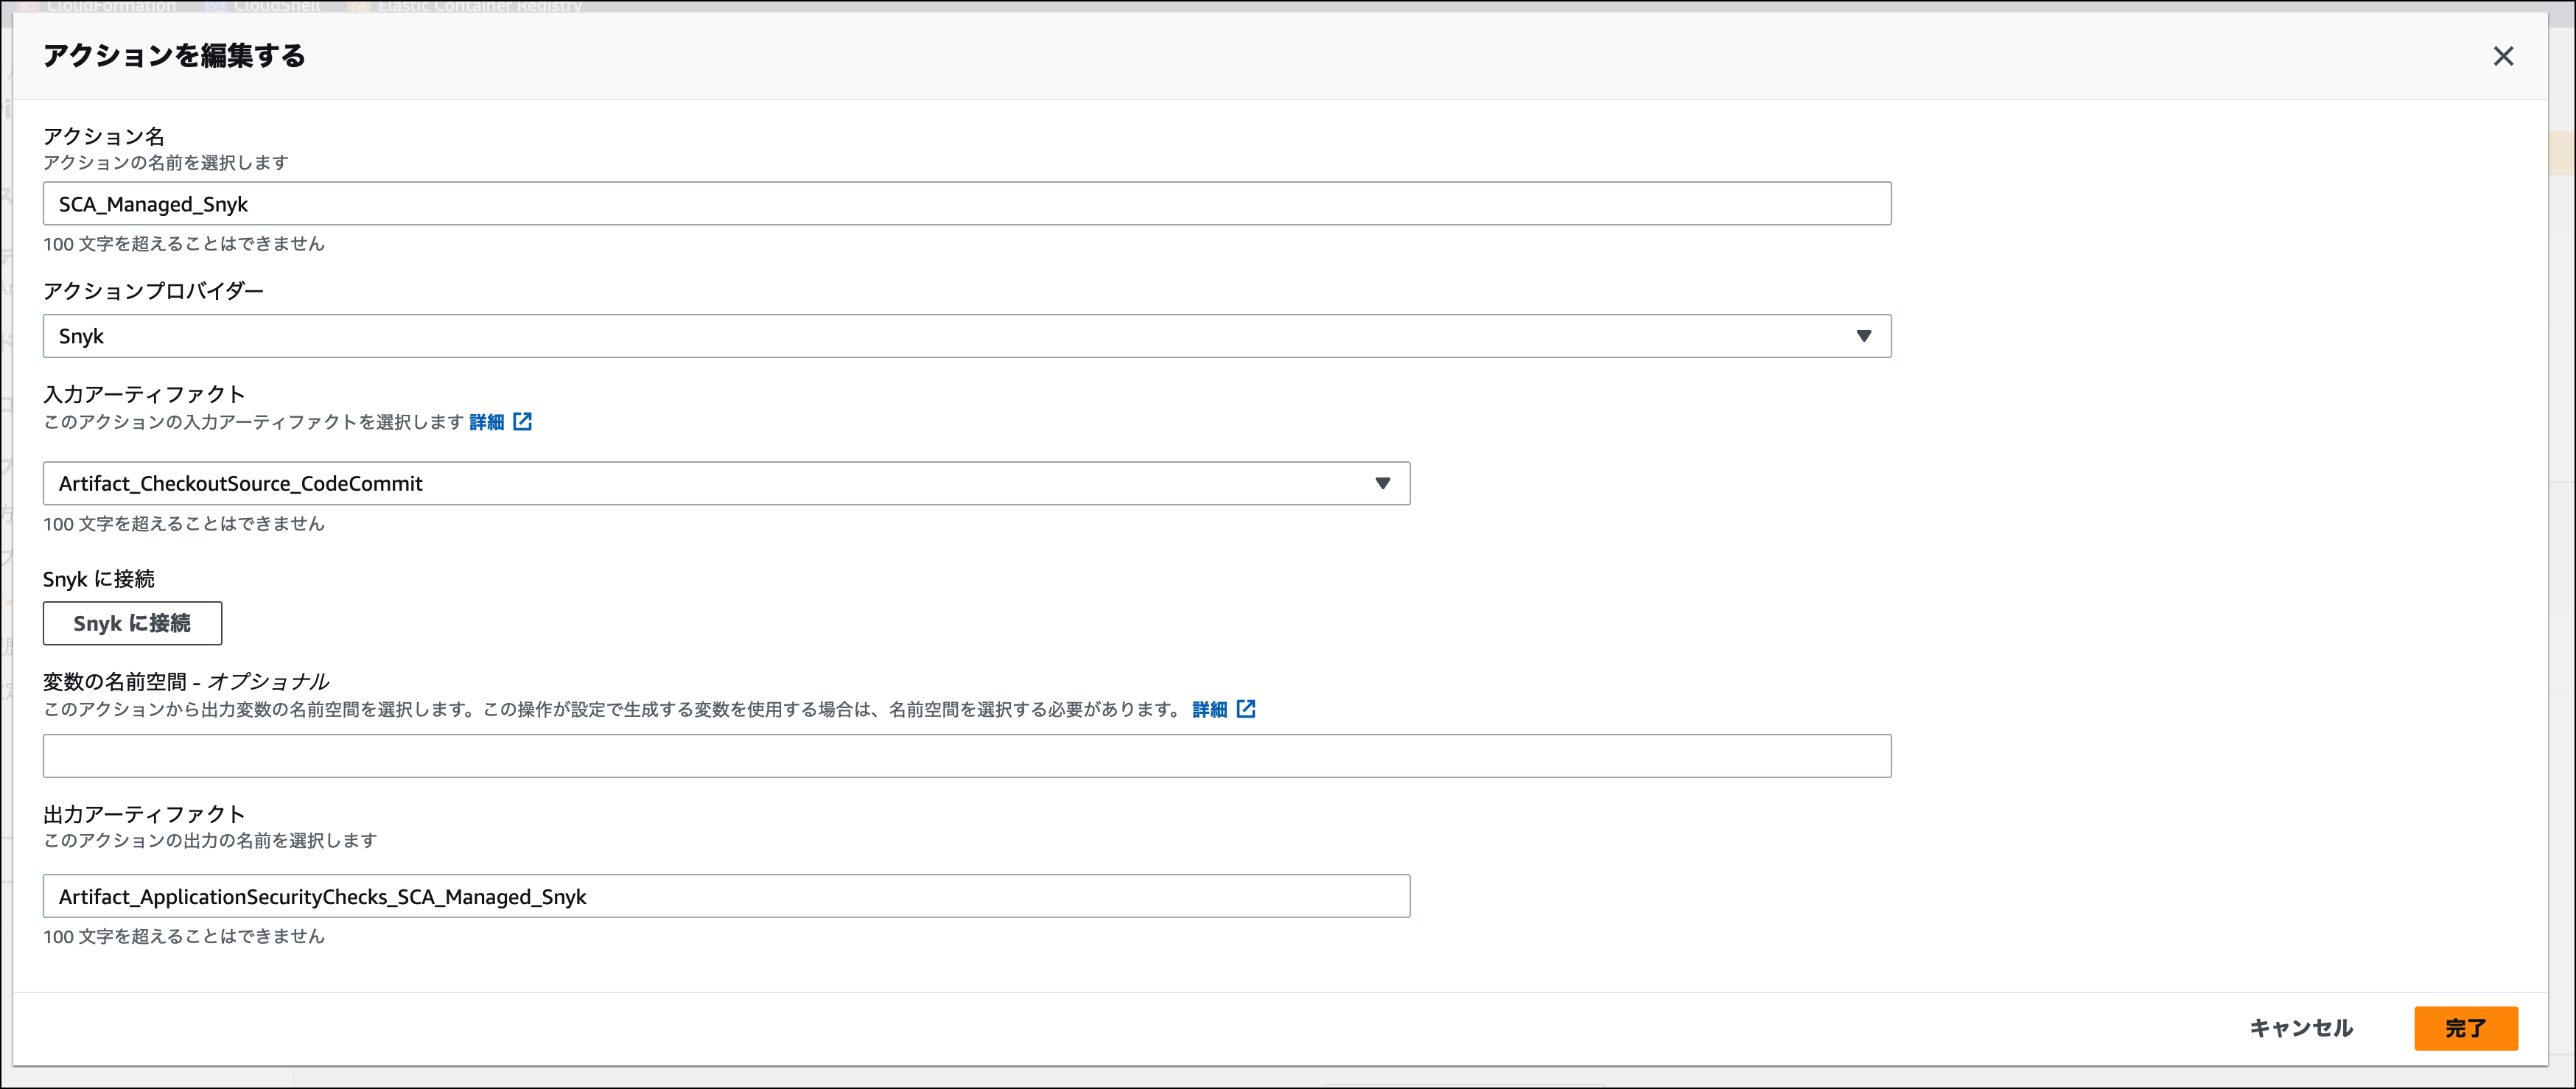 CloudFormation CloudShell Elastic Container Registry
アクションを編集する
アクション名
アクションの名前を選択します
SCA_Managed_Snyk
100 文字を超えることはできません
アクションプロバイダー
Snyk
入力アーティファクト
このアクションの入力アーティファクトを選択します 詳細
Artifact_CheckoutSource_CodeCommit
100 文字を超えることはできません
Snyk に接続
Snyk に接続
変数の名前空間 - オプショナル
このアクションから出力変数の名前空間を選択します。この操作が設定で生成する変数を使用する場合は、名前空間を選択する必要があります。 詳細
出力アーティファクト
このアクションの出力の名前を選択します
Artifact_ApplicationSecurityChecks_SCA_Managed_Snyk
100 文字を超えることはできません
キャンセル
完了